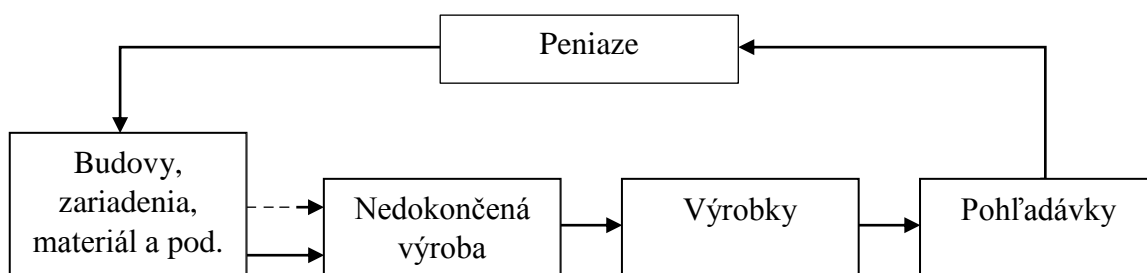 Peniaze
Budovy,
zariadenia,
materiál a pod.
Nedokončená
výroba
Výrobky
Pohľadávky